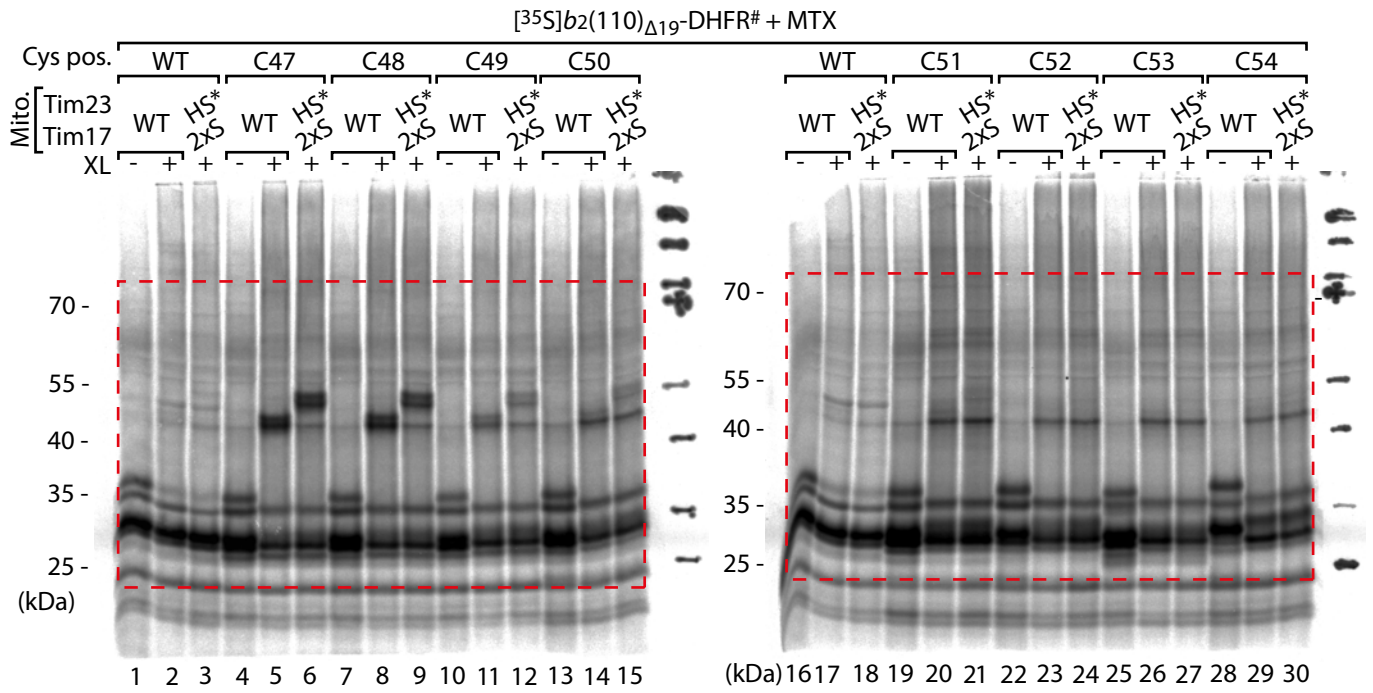 [³⁵S]b₂(110)Δ₁₉-DHFR# + MTX
Cys pos. WT C47 C48 C49 C50 WT C51 C52 C53 C54
Mito. Tim23 Tim17 WT HS* 2xS WT HS* 2xS WT HS* 2xS WT HS* 2xS WT HS* 2xS WT HS* 2xS WT HS* 2xS WT HS* 2xS WT HS* 2xS WT HS* 2xS
XL - + + - + + - + + - + + - + + - + + - + + - + + - + + - + +
70 - 70 -
55 - 55 -
40 - 40 -
35 - 35 -
25 - 25 -
(kDa)
1 2 3 4 5 6 7 8 9 10 11 12 13 14 15 (kDa) 16 17 18 19 20 21 22 23 24 25 26 27 28 29 30